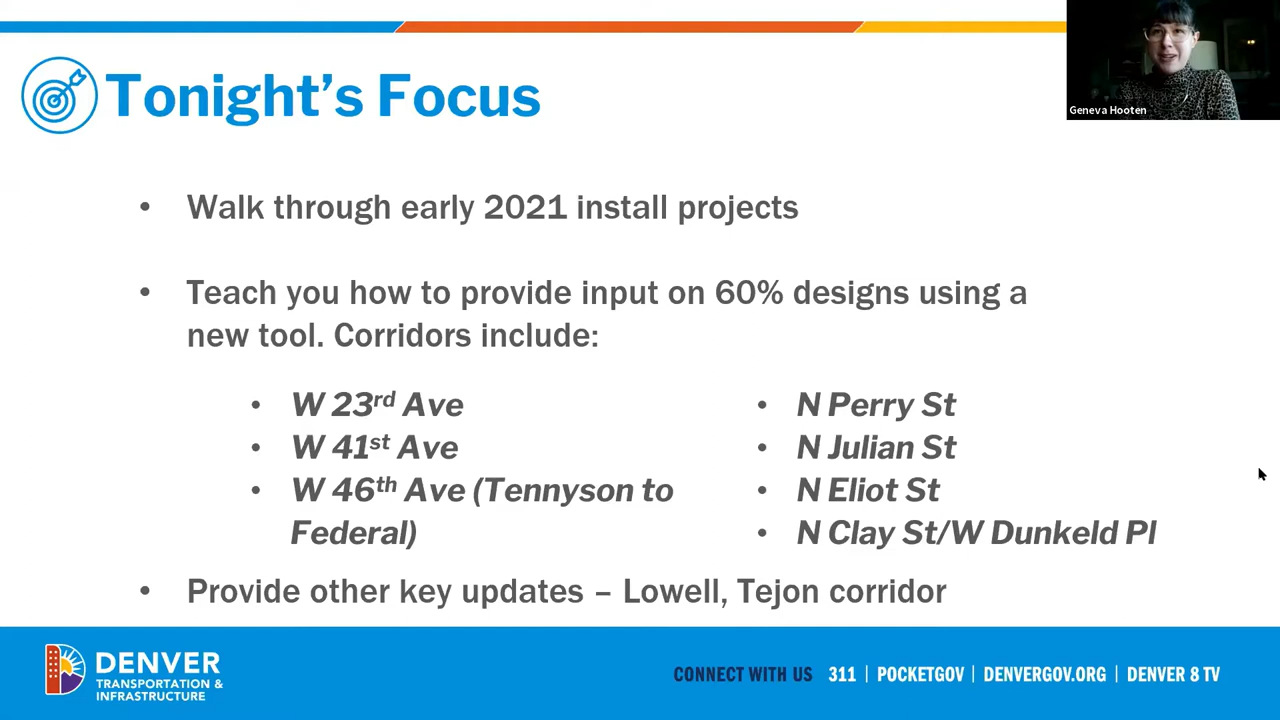 Geneva Hooten
Tonight's Focus
• Walk through early 2021 install projects
• Teach you how to provide input on 60% designs using a
new tool. Corridors include:
• W 23rd Ave
• W 41st Ave
• W 46th Ave (Tennyson to
Federal)
• N Perry St
• N Julian St
• N Eliot St
• N Clay St/W Dunkeld Pl
• Provide other key updates – Lowell, Tejon corridor
DENVER
TRANSPORTATION &
INFRASTRUCTURE
CONNECT WITH US 311 | POCKETGOV | DENVERGOV.ORG | DENVER 8 TV